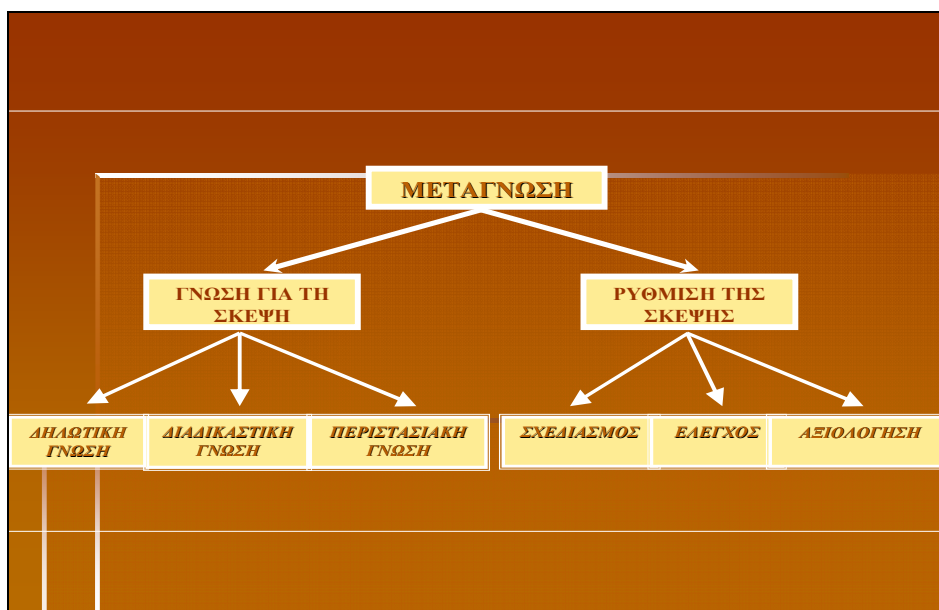 ΜΕΤΑΓΝΩΣΗ
ΓΝΩΣΗ ΓΙΑ ΤΗ
ΣΚΕΨΗ
ΡΥΘΜΙΣΗ ΤΗΣ
ΣΚΕΨΗΣ
ΔΗΛΩΤΙΚΗ
ΓΝΩΣΗ
ΔΙΑΔΙΚΑΣΤΙΚΗ
ΓΝΩΣΗ
ΠΕΡΙΣΤΑΣΙΑΚΗ
ΓΝΩΣΗ
ΣΧΕΔΙΑΣΜΟΣ
ΕΛΕΓΧΟΣ
ΑΞΙΟΛΟΓΗΣΗ